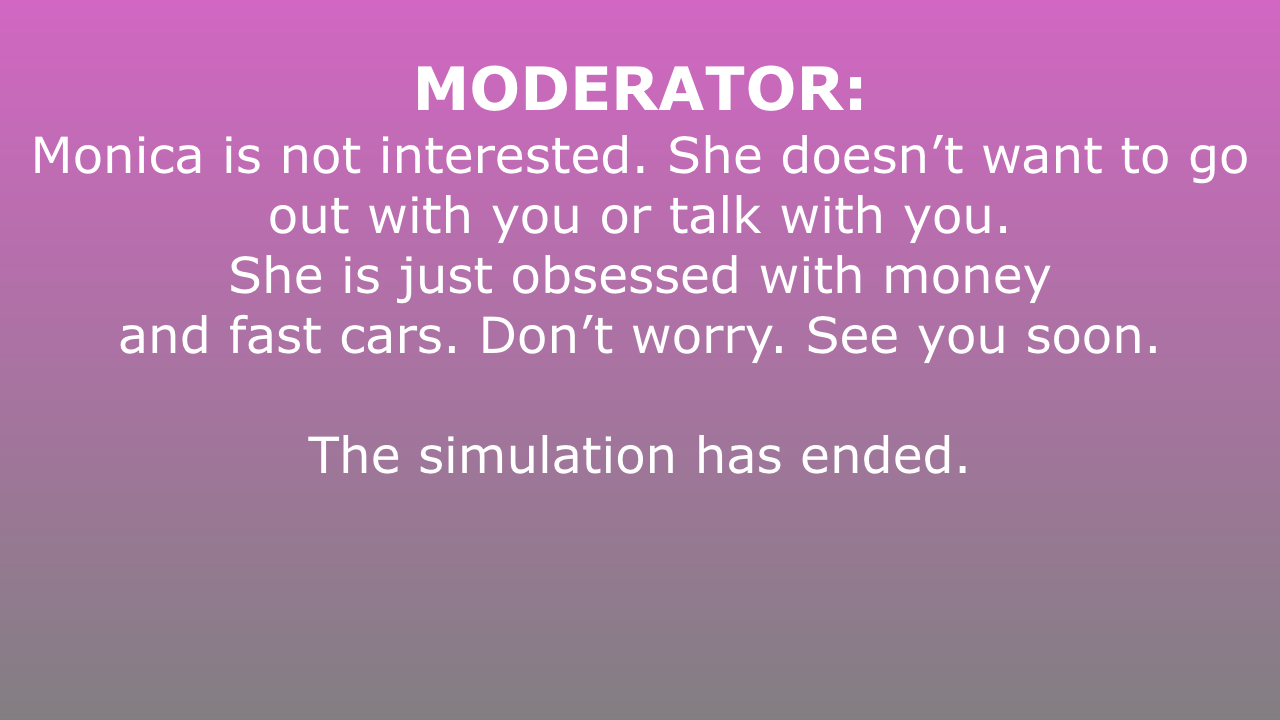 MODERATOR:
Monica is not interested. She doesn’t want to go
out with you or talk with you.
She is just obsessed with money
and fast cars. Don’t worry. See you soon.
The simulation has ended.